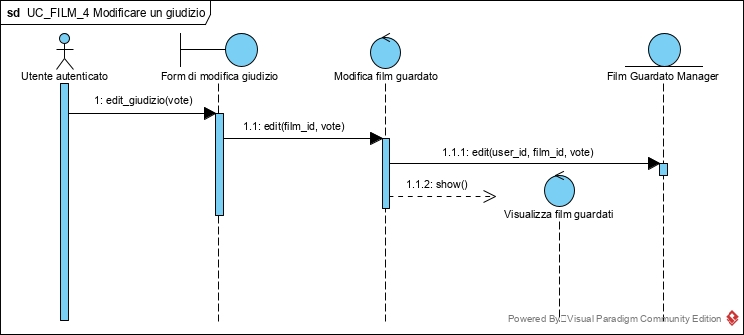 sd UC_FILM_4 Modificare un giudizio
Utente autenticato
Form di modifica giudizio
Modifica film guardato
Film Guardato Manager
1: edit_giudizio(vote)
1.1: edit(film_id, vote)
1.1.1: edit(user_id, film_id, vote)
1.1.2: show()
Visualizza film guardati
Powered By Visual Paradigm Community Edition